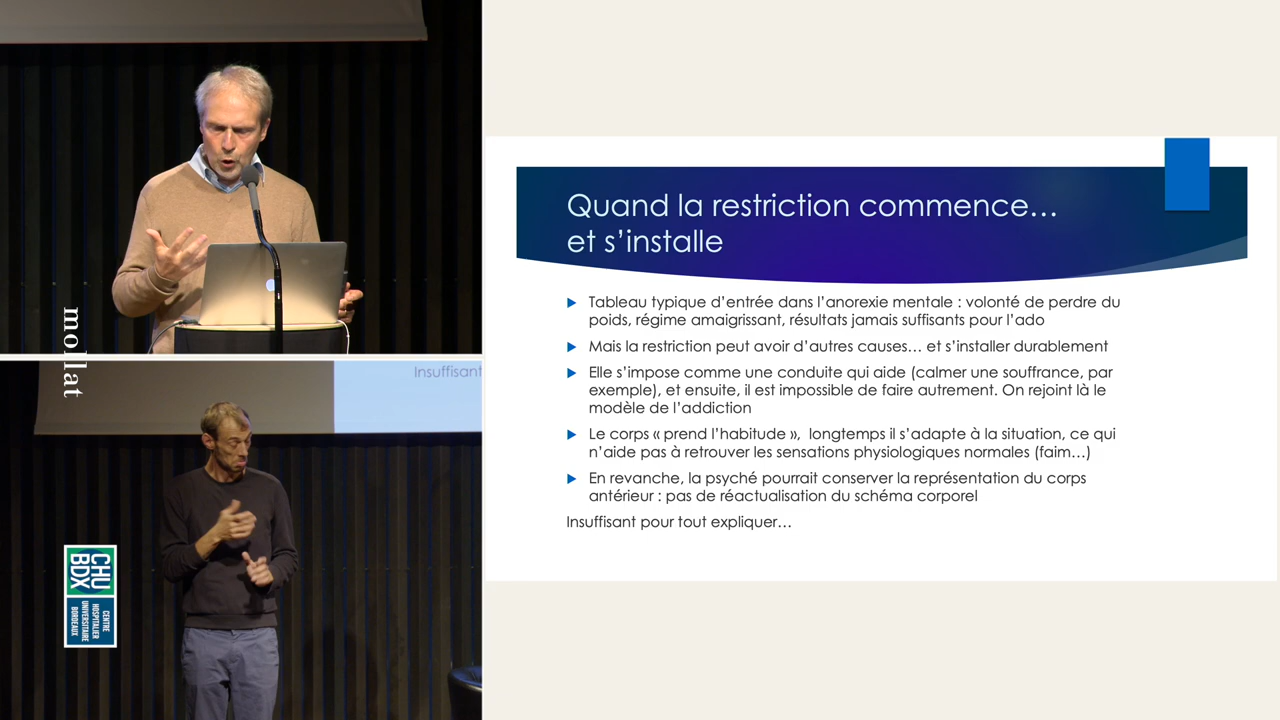 Quand la restriction commence…
et s’installe
Tableau typique d’entrée dans l’anorexie mentale : volonté de perdre du
poids, régime amaigrissant, résultats jamais suffisants pour l’ado
Mais la restriction peut avoir d’autres causes… et s’installer durablement
Elle s’impose comme une conduite qui aide (calmer une souffrance, par
exemple), et ensuite, il est impossible de faire autrement. On rejoint là le
modèle de l’addiction
Le corps « prend l’habitude », longtemps il s’adapte à la situation, ce qui
n’aide pas à retrouver les sensations physiologiques normales (faim…)
En revanche, la psyché pourrait conserver la représentation du corps
antérieur : pas de réactualisation du schéma corporel
Insuffisant pour tout expliquer…
mollat
Insuffisant
CHU
BDX
CENTRE
HOSPITALIER
UNIVERSITAIRE
BORDEAUX